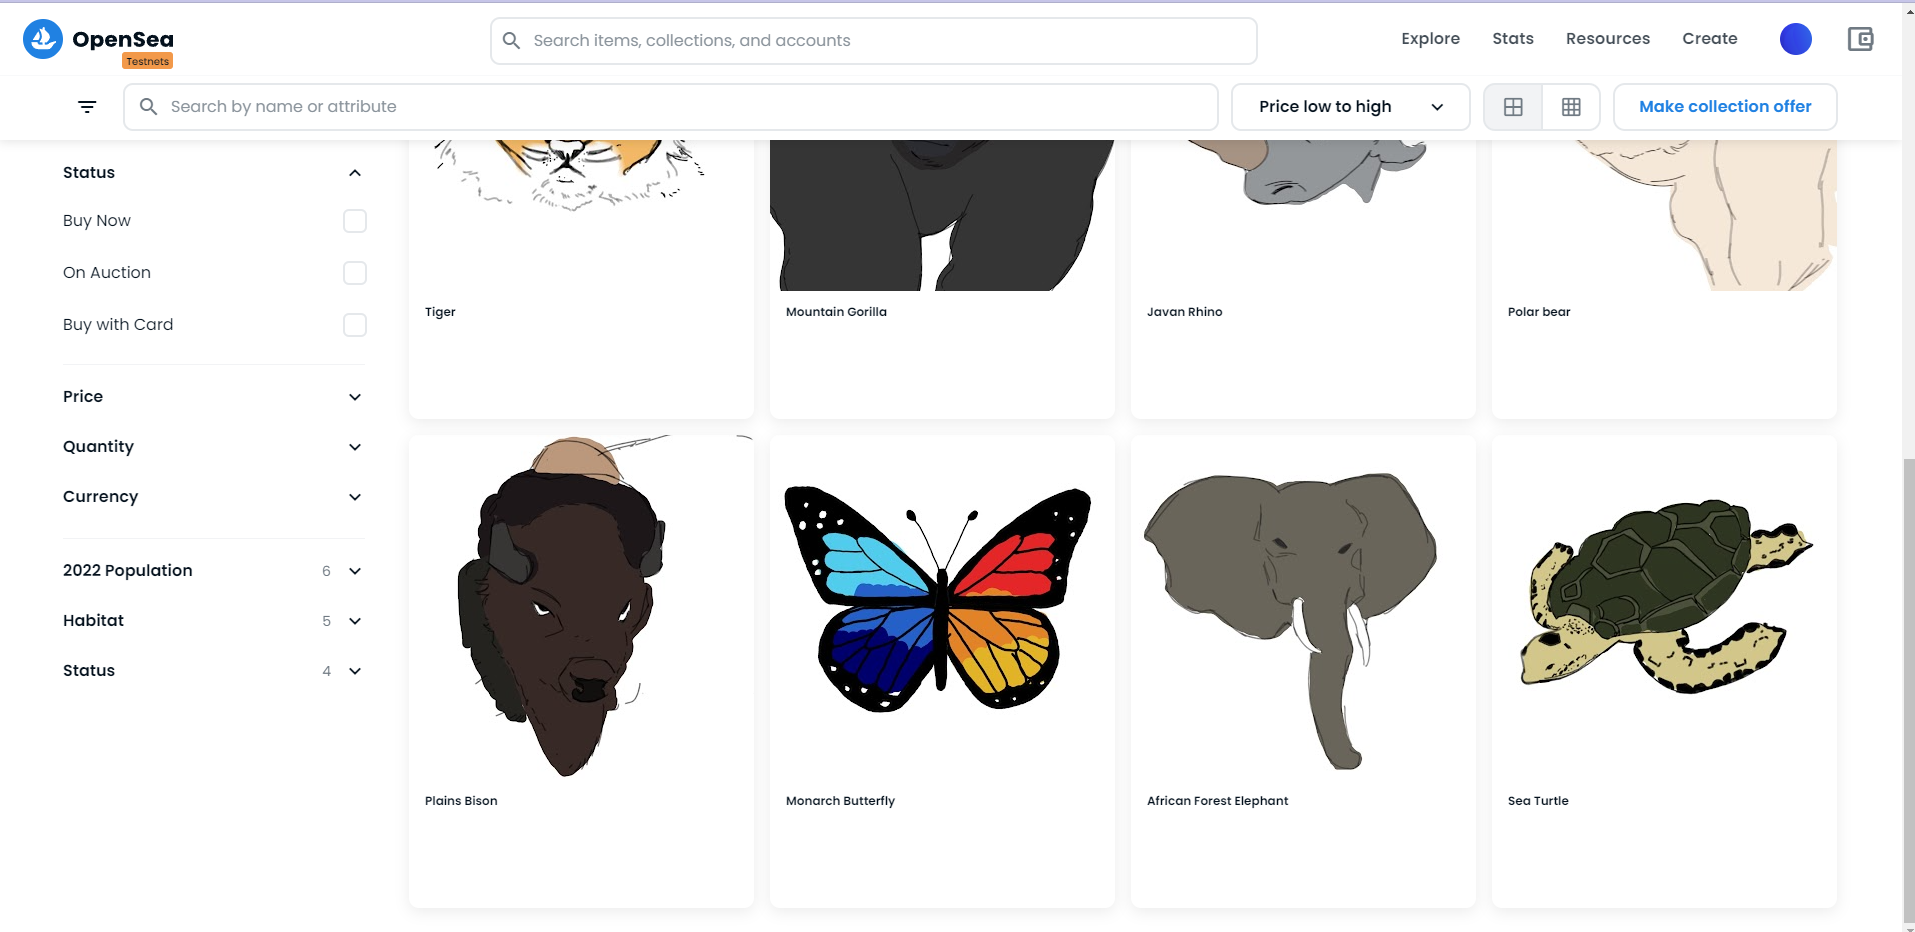 OpenSea
Testnets
Search items, collections, and accounts
Explore
Stats
Resources
Create
Search by name or attribute
Price low to high
Make collection offer
Status
Buy Now
On Auction
Buy with Card
Price
Quantity
Currency
2022 Population 6
Habitat 5
Status 4
Tiger
Mountain Gorilla
Javan Rhino
Polar bear
Plains Bison
Monarch Butterfly
African Forest Elephant
Sea Turtle